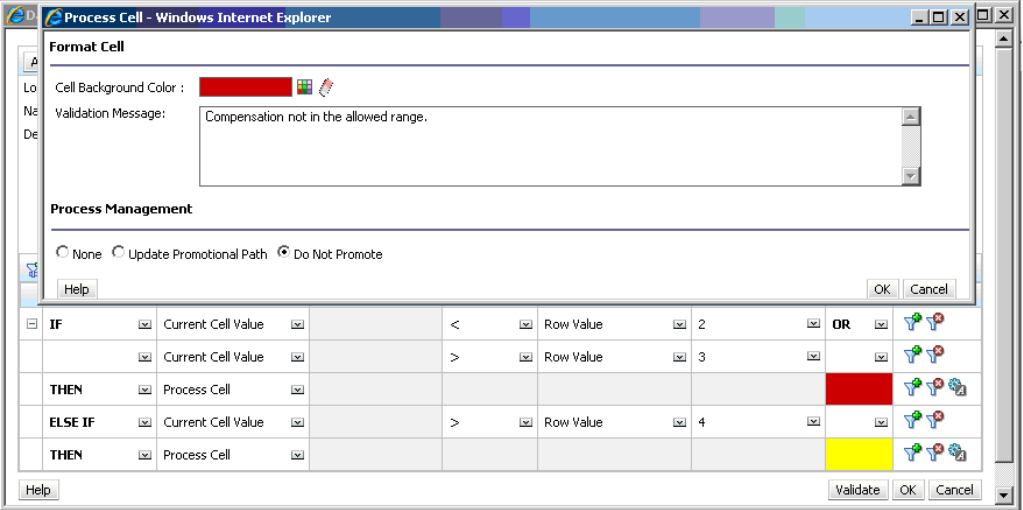 Process Cell - Windows Internet Explorer
Format Cell
Cell Background Color :
Validation Message:
Compensation not in the allowed range.
Process Management
None Update Promotional Path Do Not Promote
Help OK Cancel
IF Current Cell Value < Row Value 2 OR
Current Cell Value > Row Value 3
THEN Process Cell
ELSE IF Current Cell Value > Row Value 4
THEN Process Cell
Help Validate OK Cancel